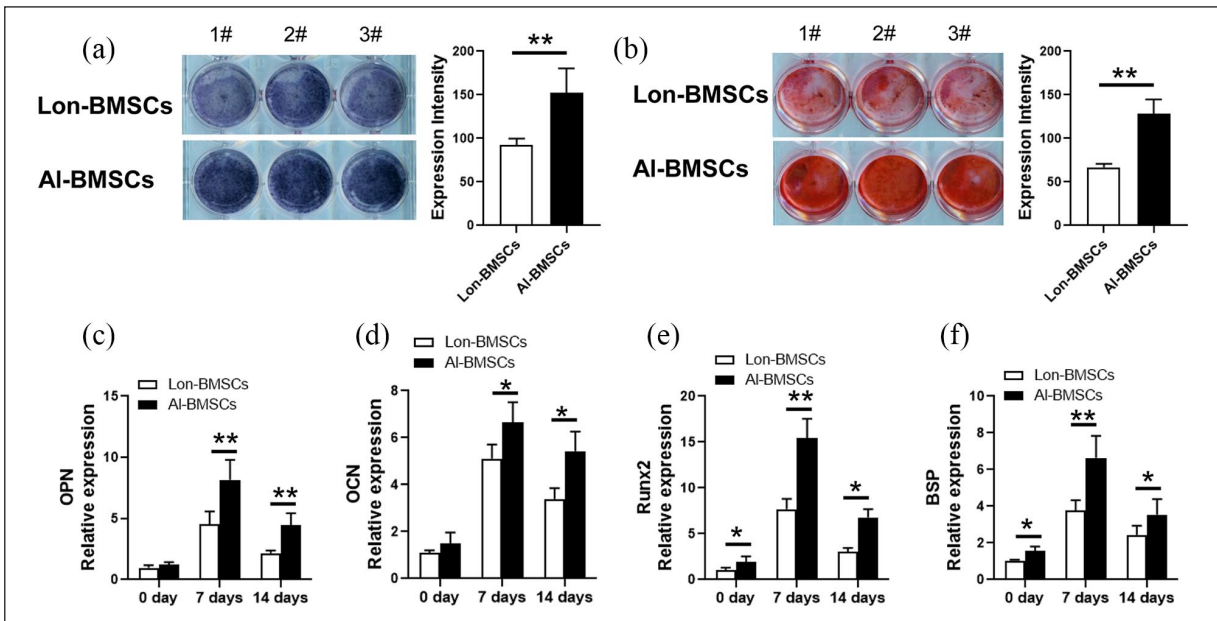 (a)
1# 2# 3#
Lon-BMSCs
Al-BMSCs
Expression Intensity
200
150
100
50
0
**
Lon-BMSCs
Al-BMSCs
(b)
1# 2# 3#
Lon-BMSCs
Al-BMSCs
Expression Intensity
200
150
100
50
0
**
Lon-BMSCs
Al-BMSCs
(c)
Lon-BMSCs
Al-BMSCs
OPN
Relative expression
15
10
5
0
**
**
0 day 7 days 14 days
(d)
Lon-BMSCs
Al-BMSCs
OCN
Relative expression
8
6
4
2
0
*
*
0 day 7 days 14 days
(e)
Lon-BMSCs
Al-BMSCs
Runx2
Relative expression
20
15
10
5
0
*
**
*
0 day 7 days 14 days
(f)
Lon-BMSCs
Al-BMSCs
BSP
Relative expression
10
8
6
4
2
0
*
**
*
0 day 7 days 14 days